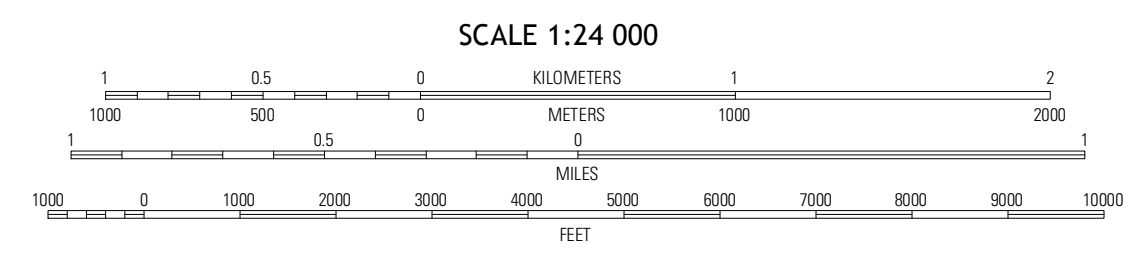 SCALE 1:24 000
1 0.5 0 KILOMETERS 1 2
1000 500 0 METERS 1000 2000
1 0.5 0 1
MILES
1000 0 1000 2000 3000 4000 5000 6000 7000 8000 9000 10000
FEET